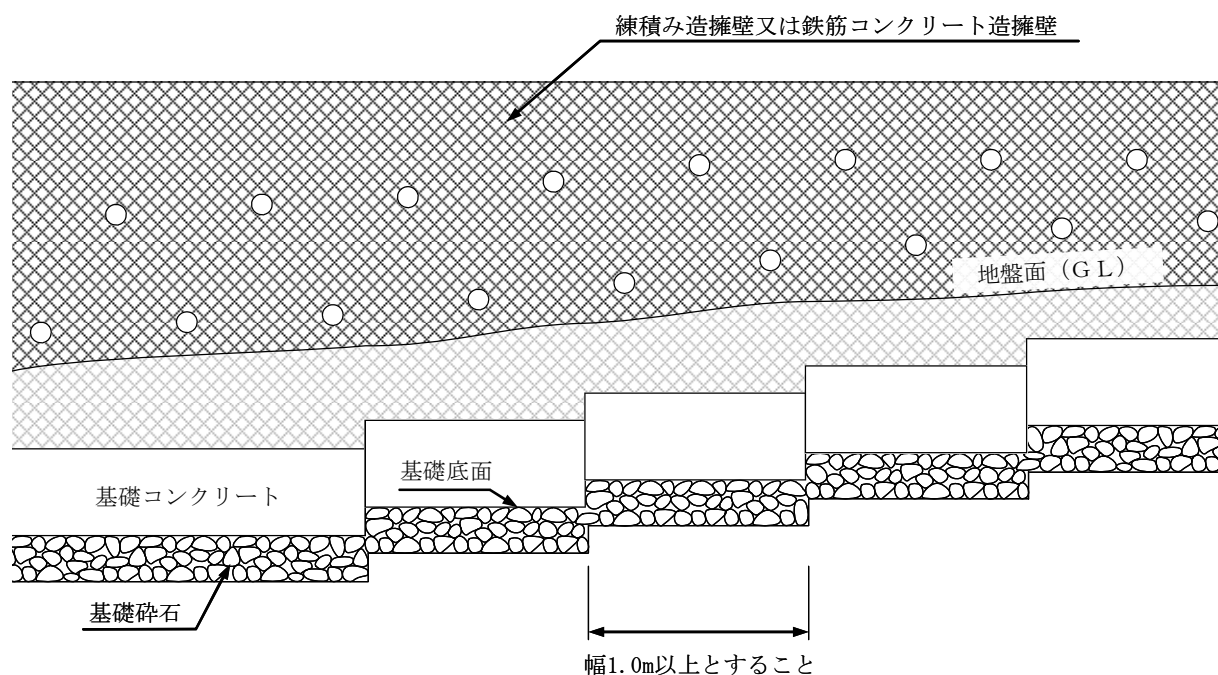 練積み造擁壁又は鉄筋コンクリート造擁壁
地盤面（ＧＬ）
基礎底面
基礎コンクリート
基礎砕石
幅1.0m以上とすること